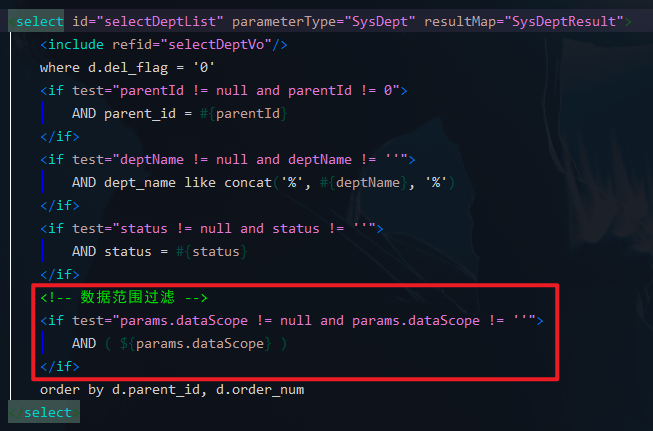 select id="selectDeptList" parameterType="SysDept" resultMap="SysDeptResult">
<include refid="selectDeptVo"/>
where d.del_flag = '0'
<if test="parentId != null and parentId != 0">
AND parent_id = #{parentId}
</if>
<if test="deptName != null and deptName != ''">
AND dept_name like concat('%', #{deptName}, '%')
</if>
<if test="status != null and status != ''">
AND status = #{status}
</if>
<!-- 数据范围过滤 -->
<if test="params.dataScope != null and params.dataScope != ''">
AND ( ${params.dataScope} )
</if>
order by d.parent_id, d.order_num
select